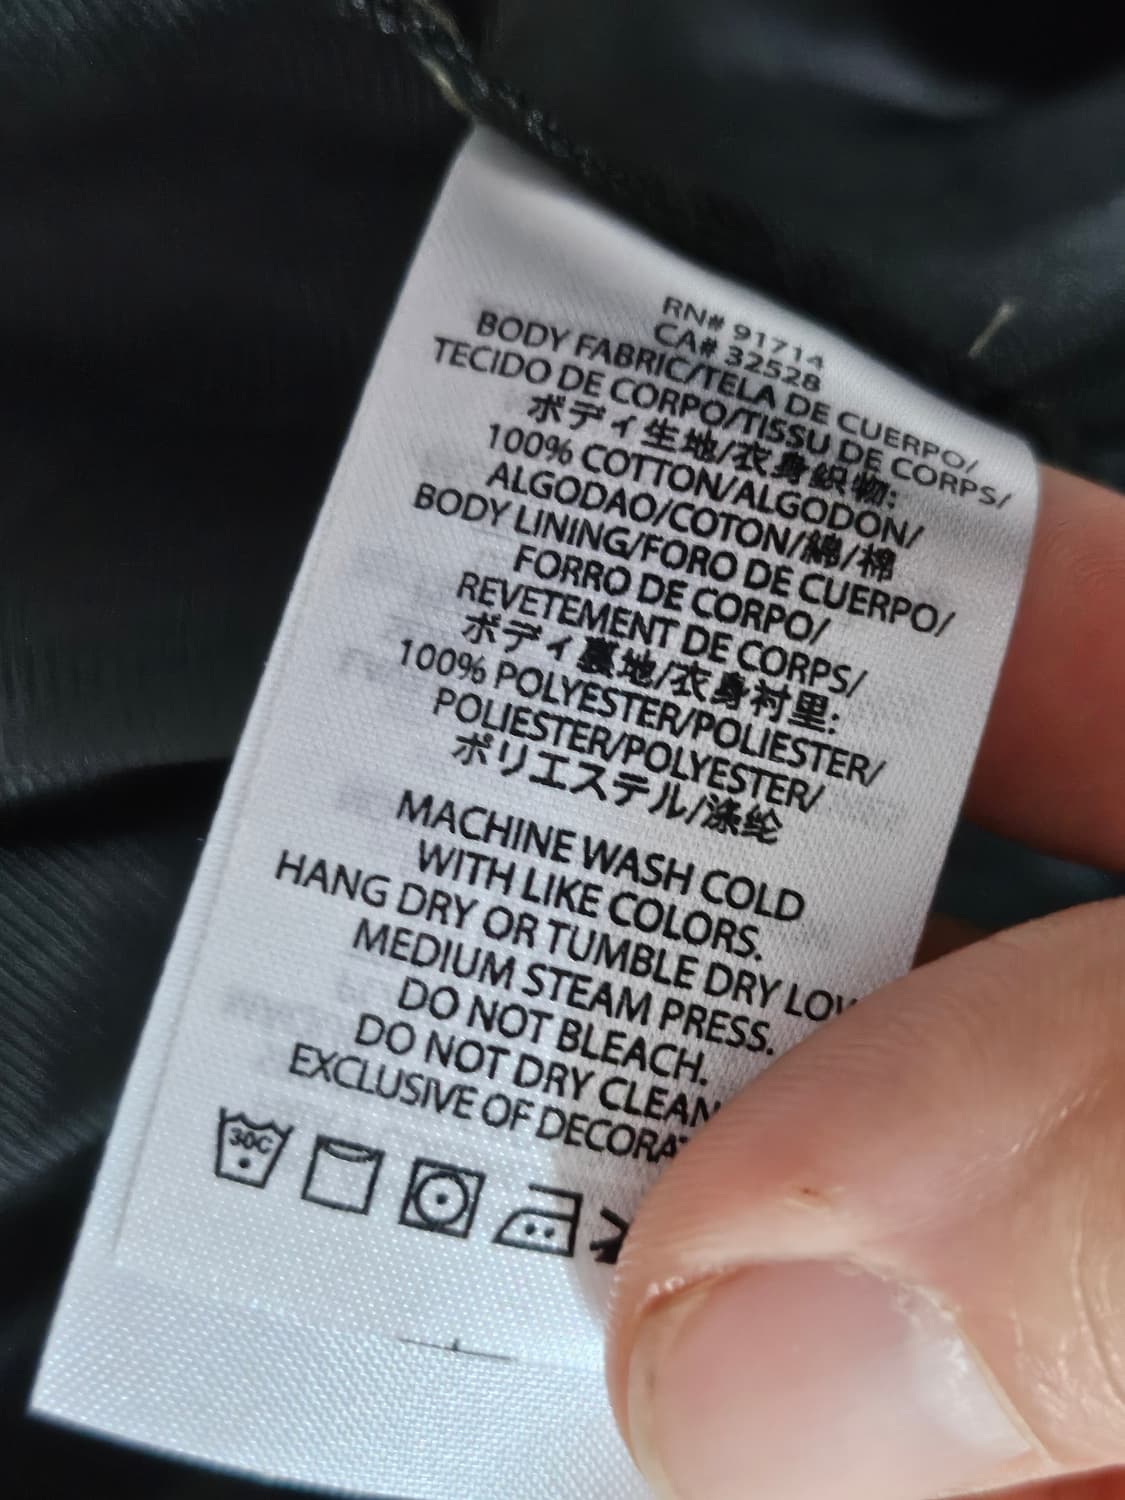 RN# 91714
CA# 32528
BODY FABRIC/TELA DE CUERPO/
TECIDO DE CORPO/TISSU DE CORPS/
ボディ生地/衣身織物:
100% COTTON/ALGODON/
ALGODAO/COTON/綿/棉
BODY LINING/FORO DE CUERPO/
FORRO DE CORPO/
REVETEMENT DE CORPS/
ボディ裏地/衣身衬里:
100% POLYESTER/POLIESTER/
POLIESTER/POLYESTER/
ポリエステル/涤纶
MACHINE WASH COLD
WITH LIKE COLORS.
HANG DRY OR TUMBLE DRY
MEDIUM STEAM PRESS.
DO NOT BLEACH.
DO NOT DRY CLEAN
EXCLUSIVE OF
30C